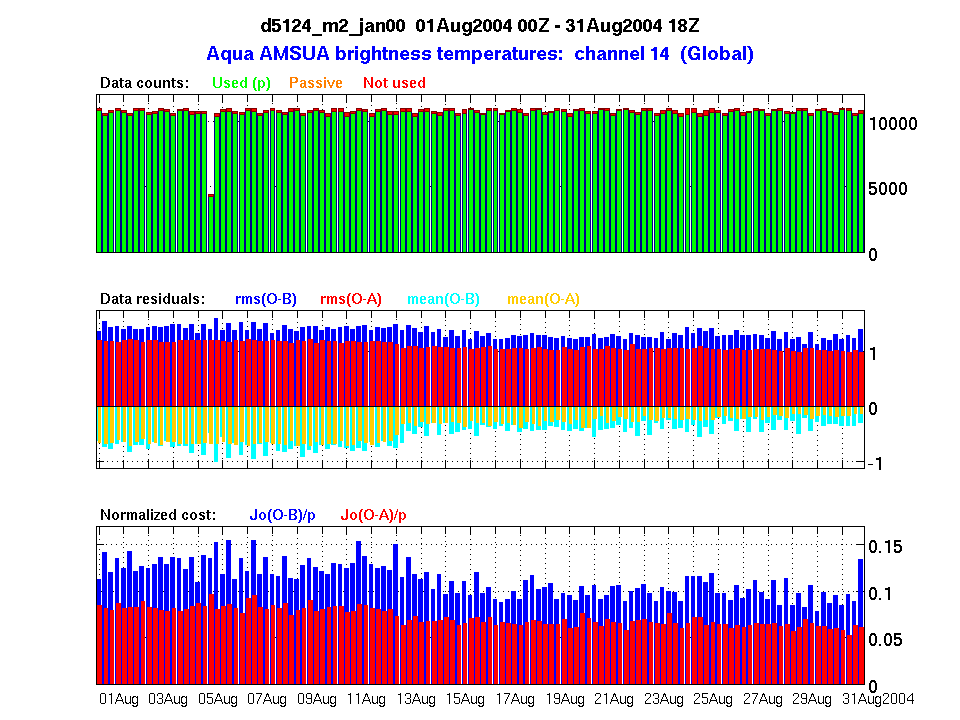 d5124_m2_jan00 01Aug2004 00Z - 31Aug2004 18Z
Aqua AMSUA brightness temperatures: channel 14 (Global)
Data counts: Used (p) Passive Not used
10000
5000
0
Data residuals: rms(O-B) rms(O-A) mean(O-B) mean(O-A)
1
0
-1
Normalized cost: Jo(O-B)/p Jo(O-A)/p
0.15
0.1
0.05
0
01Aug 03Aug 05Aug 07Aug 09Aug 11Aug 13Aug 15Aug 17Aug 19Aug 21Aug 23Aug 25Aug 27Aug 29Aug 31Aug2004